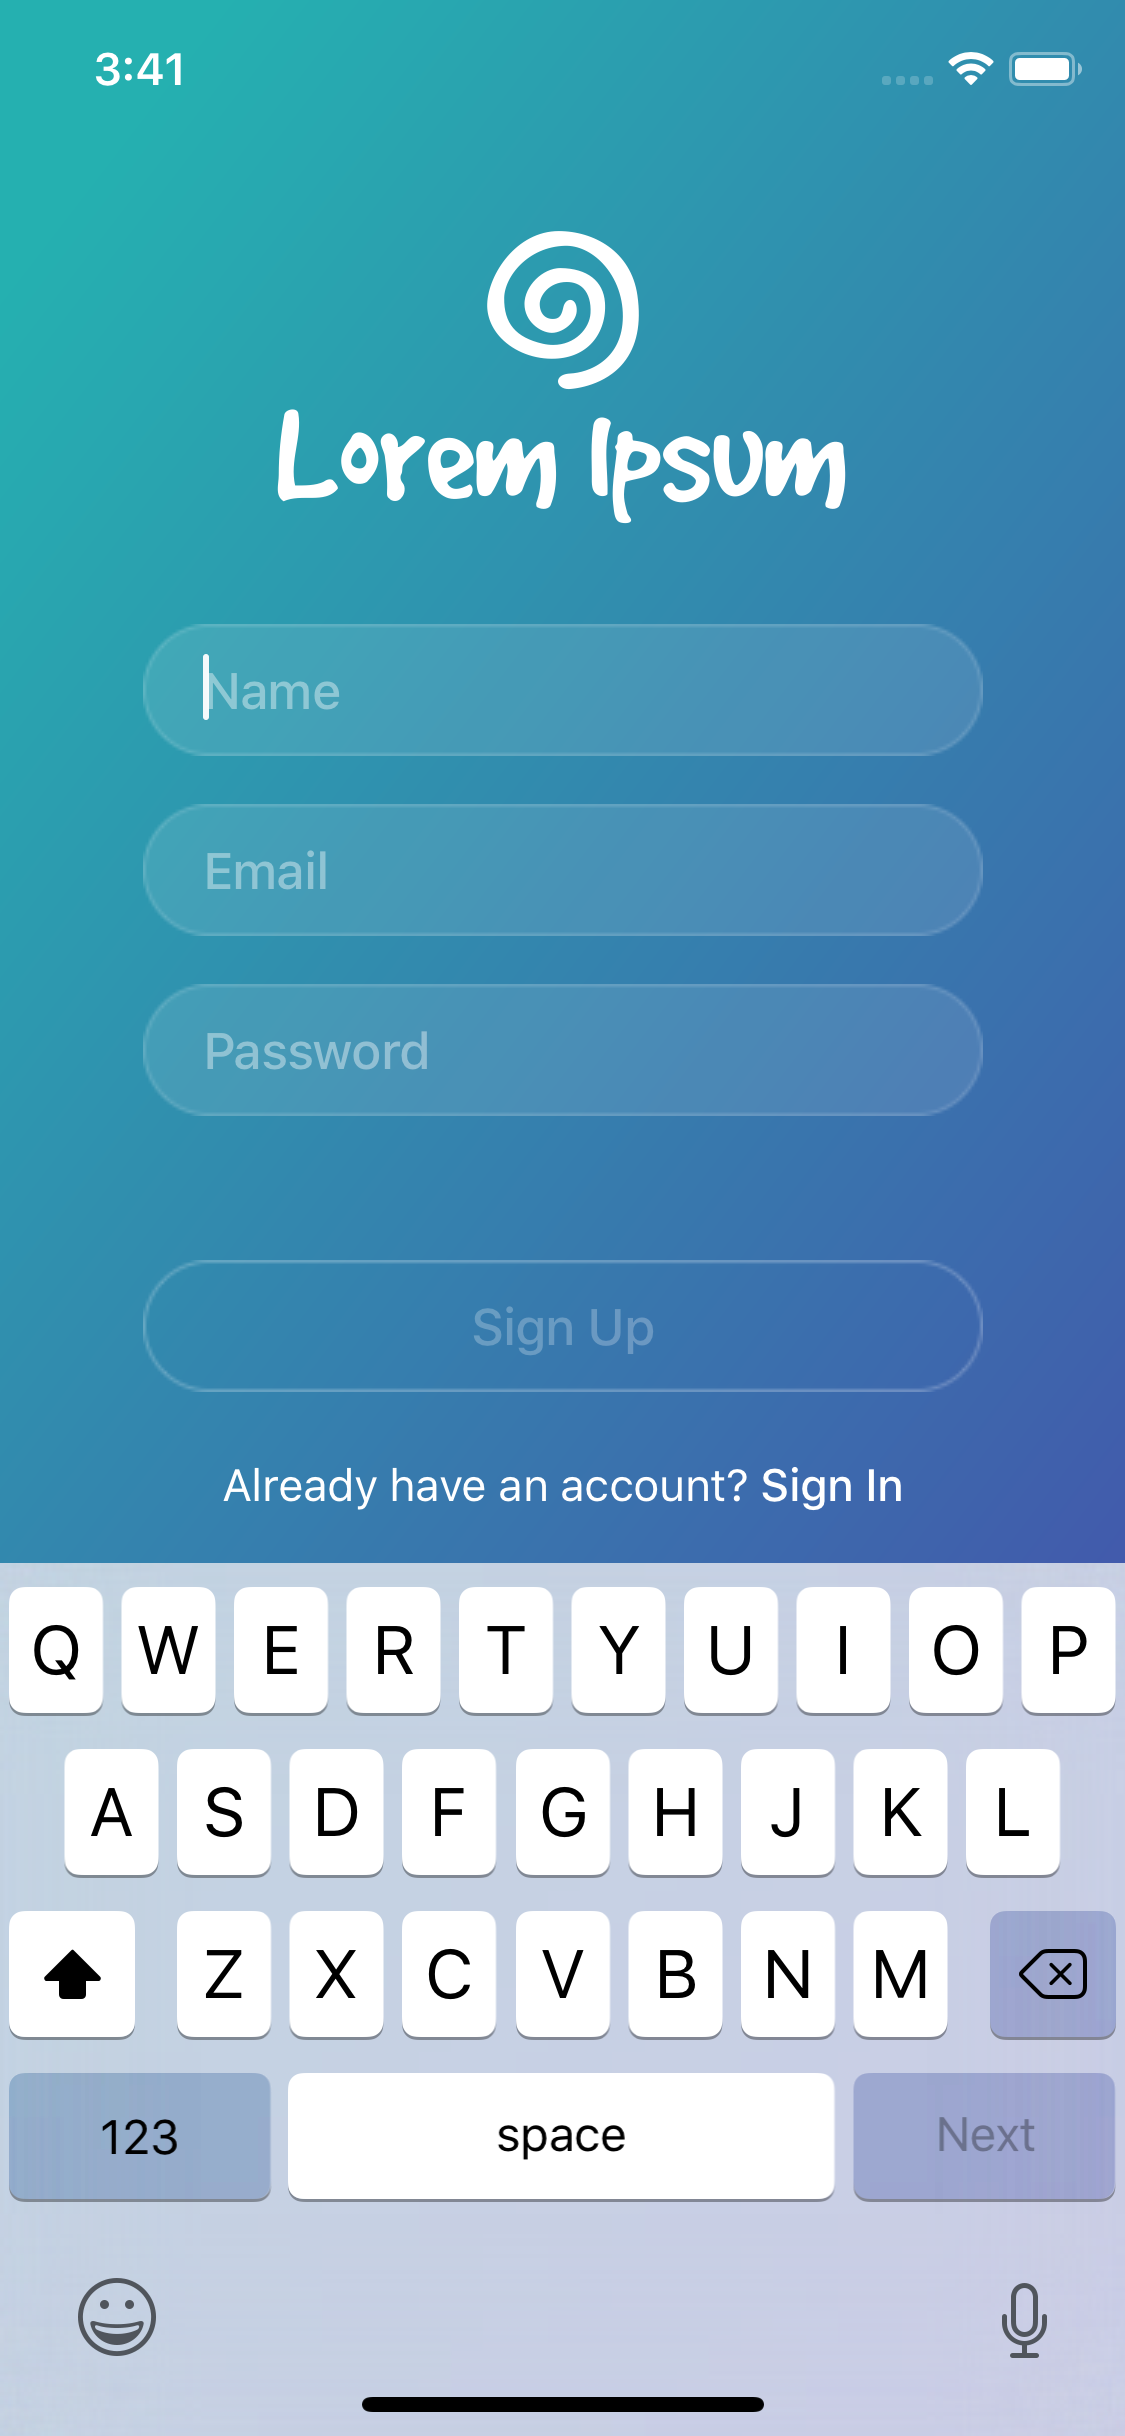 3:41
Lorem Ipsum
Name
Email
Password
Sign Up
Already have an account? Sign In
Q W E R T Y U I O P
A S D F G H J K L
Z X C V B N M
123 space Next